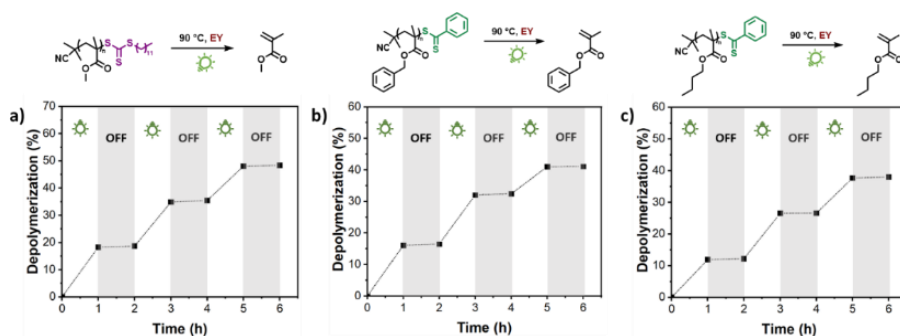 CN
n
S
S
S
11
O
O
90 °C, EY
O
O
CN
n
S
S
O
O
90 °C, EY
O
O
NC
n
S
S
O
O
90 °C, EY
O
O
a)
Depolymerization (%)
70
60
50
40
30
20
10
0
OFF
OFF
OFF
0 1 2 3 4 5 6
Time (h)
b)
Depolymerization (%)
60
50
40
30
20
10
0
OFF
OFF
OFF
0 1 2 3 4 5 6
Time (h)
c)
Depolymerization (%)
60
50
40
30
20
10
0
OFF
OFF
OFF
0 1 2 3 4 5 6
Time (h)